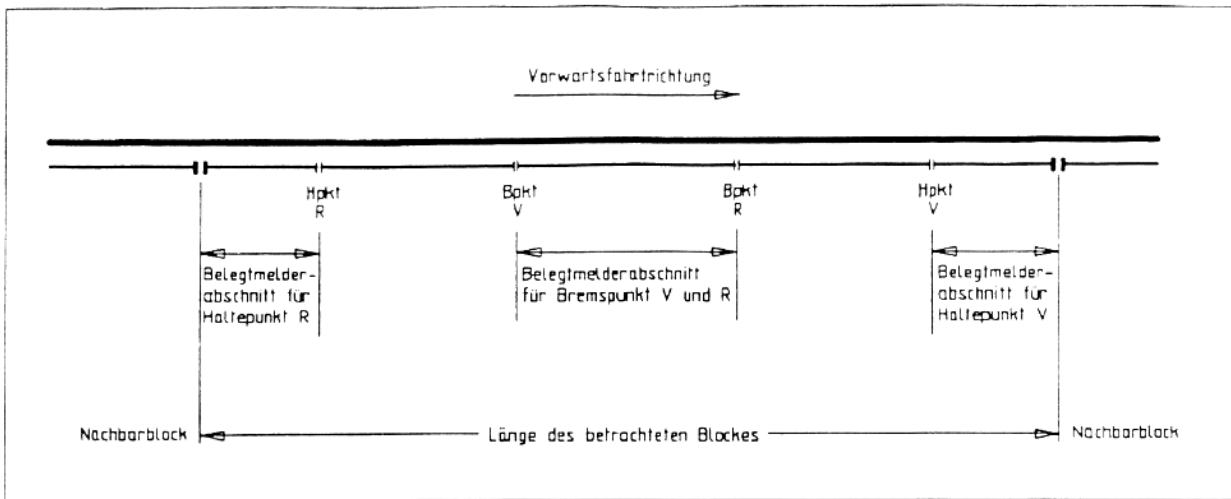 Vorwartsfahrtrichtung
Hpkt
R
Bpkt
V
Bpkt
R
Hpkt
V
Belegtmelder-
abschnitt für
Haltepunkt R
Belegtmelderabschnitt
für Bremspunkt V und R
Belegtmelder-
abschnitt für
Haltepunkt V
Nachbarblock
Länge des betrachteten Blockes
Nachbarblock